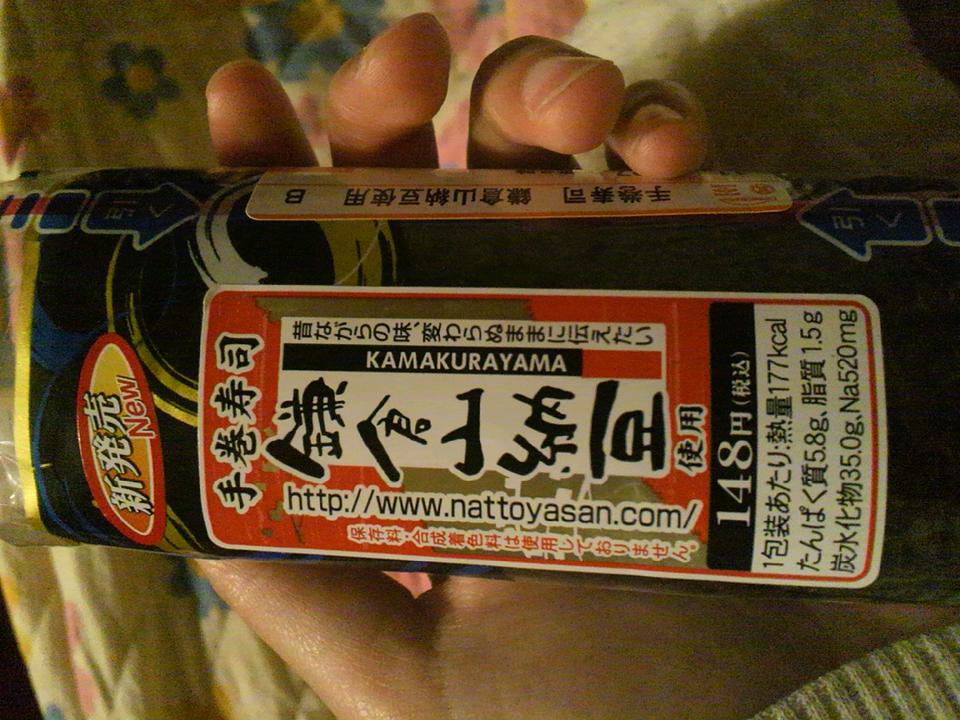 引く
鎌倉山納豆使用 B
手巻寿司
引く
新発売
New
手巻寿司
昔ながらの味、変わらぬままに伝えたい
KAMAKURAYAMA
鎌倉山納豆
使用
http://www.nattoyasan.com/
保存料・合成着色料は使用しておりません。
148円(税込)
1包装あたり:熱量177kcal
たんぱく質5.8g、脂質1.5g
炭水化物35.0g、Na520mg